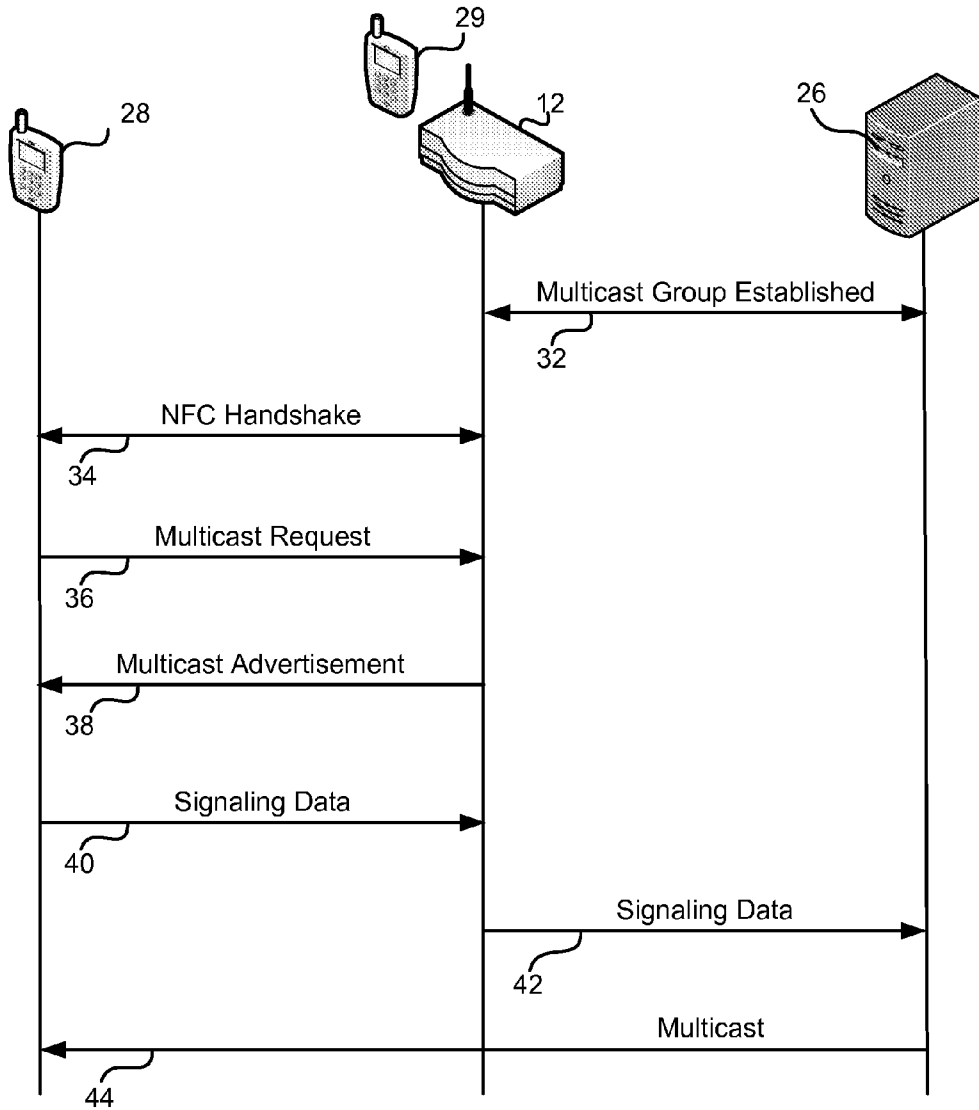 29
28
12
26
Multicast Group Established
32
NFC Handshake
34
Multicast Request
36
Multicast Advertisement
38
Signaling Data
40
Signaling Data
42
Multicast
44